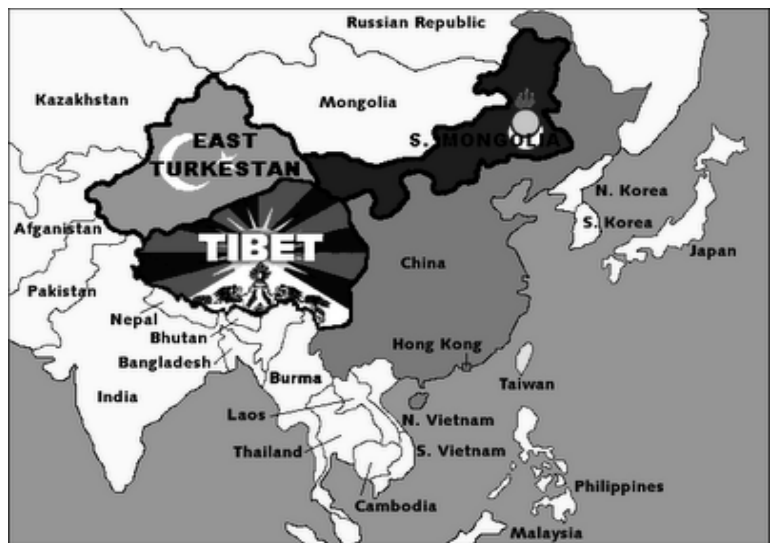 Russian Republic
Kazakhstan
Mongolia
EAST
TURKESTAN
S. MONGOLIA
N. Korea
S. Korea
Japan
Afganistan
TIBET
China
Pakistan
Nepal
Bhutan
Bangladesh
Hong Kong
Burma
Taiwan
India
Laos
N. Vietnam
Thailand
S. Vietnam
Cambodia
Philippines
Malaysia